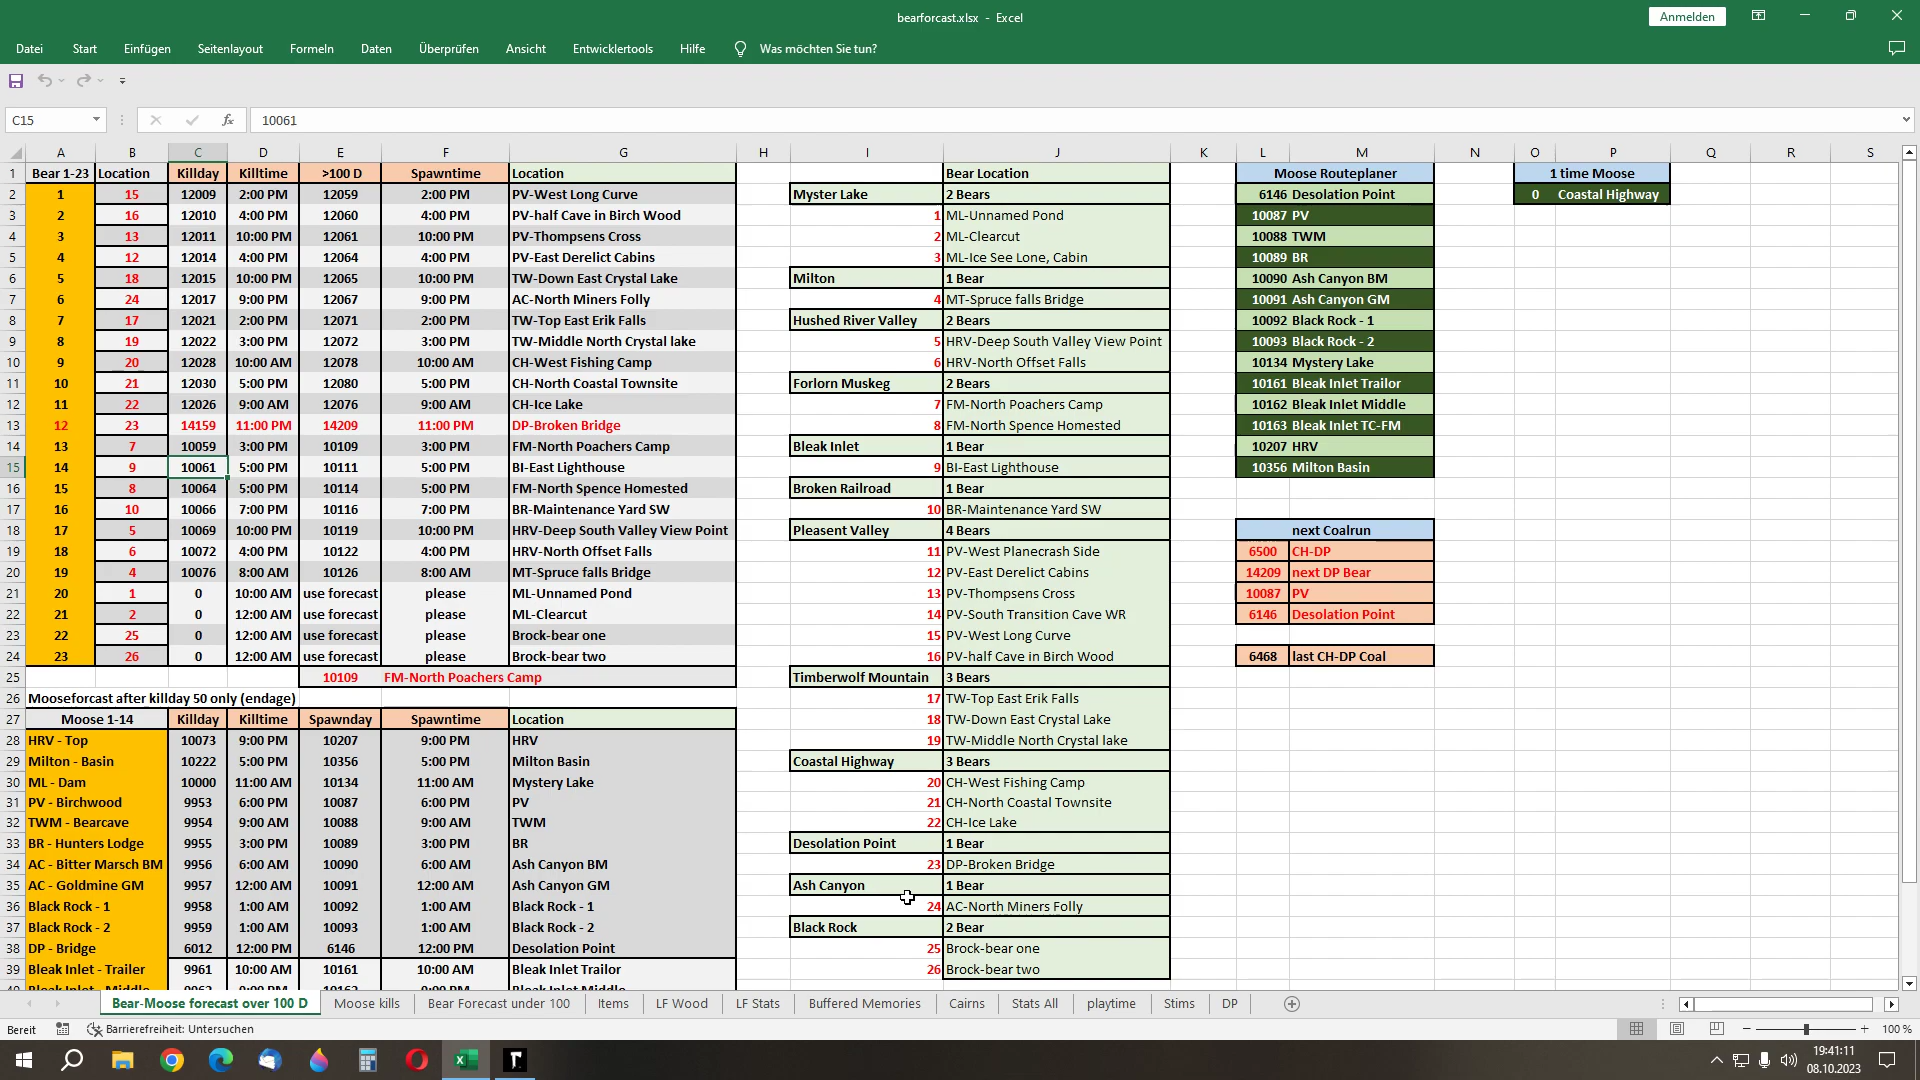 bearforcast.xlsx - Excel
Anmelden
Datei Start Einfügen Seitenlayout Formeln Daten Überprüfen Ansicht Entwicklertools Hilfe Was möchten Sie tun?
C15 fx 10061
A B C D E F G H I J K L M N O P Q R S
1 Bear 1-23 Location Killday Killtime >100 D Spawntime Location Bear Location Moose Routeplaner 1 time Moose
2 1 15 12009 2:00 PM 12059 2:00 PM PV-West Long Curve Myster Lake 2 Bears 6146 Desolation Point 0 Coastal Highway
3 2 16 12010 4:00 PM 12060 4:00 PM PV-half Cave in Birch Wood 1 ML-Unnamed Pond 10087 PV
4 3 13 12011 10:00 PM 12061 10:00 PM PV-Thompsens Cross 2 ML-Clearcut 10088 TWM
5 4 12 12014 4:00 PM 12064 4:00 PM PV-East Derelict Cabins 3 ML-Ice See Lone, Cabin 10089 BR
6 5 18 12015 10:00 PM 12065 10:00 PM TW-Down East Crystal Lake Milton 1 Bear 10090 Ash Canyon BM
7 6 24 12017 9:00 PM 12067 9:00 PM AC-North Miners Folly 4 MT-Spruce falls Bridge 10091 Ash Canyon GM
8 7 17 12021 2:00 PM 12071 2:00 PM TW-Top East Erik Falls Hushed River Valley 2 Bears 10092 Black Rock - 1
9 8 19 12022 3:00 PM 12072 3:00 PM TW-Middle North Crystal lake 5 HRV-Deep South Valley View Point 10093 Black Rock - 2
10 9 20 12028 10:00 AM 12078 10:00 AM CH-West Fishing Camp 6 HRV-North Offset Falls 10134 Mystery Lake
11 10 21 12030 5:00 PM 12080 5:00 PM CH-North Coastal Townsite Forlorn Muskeg 2 Bears 10161 Bleak Inlet Trailor
12 11 22 12026 9:00 AM 12076 9:00 AM CH-Ice Lake 7 FM-North Poachers Camp 10162 Bleak Inlet Middle
13 12 23 14159 11:00 PM 14209 11:00 PM DP-Broken Bridge 8 FM-North Spence Homested 10163 Bleak Inlet TC-FM
14 13 7 10059 3:00 PM 10109 3:00 PM FM-North Poachers Camp Bleak Inlet 1 Bear 10207 HRV
15 14 9 10061 5:00 PM 10111 5:00 PM BI-East Lighthouse 9 BI-East Lighthouse 10356 Milton Basin
16 15 8 10064 5:00 PM 10114 5:00 PM FM-North Spence Homested Broken Railroad 1 Bear
17 16 10 10066 7:00 PM 10116 7:00 PM BR-Maintenance Yard SW 10 BR-Maintenance Yard SW
18 17 5 10069 10:00 PM 10119 10:00 PM HRV-Deep South Valley View Point Pleasent Valley 4 Bears next Coalrun
19 18 6 10072 4:00 PM 10122 4:00 PM HRV-North Offset Falls 11 PV-West Planecrash Side 6500 CH-DP
20 19 4 10076 8:00 AM 10126 8:00 AM MT-Spruce falls Bridge 12 PV-East Derelict Cabins 14209 next DP Bear
21 20 1 0 10:00 AM use forecast please ML-Unnamed Pond 13 PV-Thompsens Cross 10087 PV
22 21 2 0 12:00 AM use forecast please ML-Clearcut 14 PV-South Transition Cave WR 6146 Desolation Point
23 22 25 0 12:00 AM use forecast please Brock-bear one 15 PV-West Long Curve
24 23 26 0 12:00 AM use forecast please Brock-bear two 16 PV-half Cave in Birch Wood 6468 last CH-DP Coal
25 10109 FM-North Poachers Camp Timberwolf Mountain 3 Bears
26 Mooseforcast after killday 50 only (endage) 17 TW-Top East Erik Falls
27 Moose 1-14 Killday Killtime Spawnday Spawntime Location 18 TW-Down East Crystal Lake
28 HRV - Top 10073 9:00 PM 10207 9:00 PM HRV 19 TW-Middle North Crystal lake
29 Milton - Basin 10222 5:00 PM 10356 5:00 PM Milton Basin Coastal Highway 3 Bears
30 ML - Dam 10000 11:00 AM 10134 11:00 AM Mystery Lake 20 CH-West Fishing Camp
31 PV - Birchwood 9953 6:00 PM 10087 6:00 PM PV 21 CH-North Coastal Townsite
32 TWM - Bearcave 9954 9:00 AM 10088 9:00 AM TWM 22 CH-Ice Lake
33 BR - Hunters Lodge 9955 3:00 PM 10089 3:00 PM BR Desolation Point 1 Bear
34 AC - Bitter Marsch BM 9956 6:00 AM 10090 6:00 AM Ash Canyon BM 23 DP-Broken Bridge
35 AC - Goldmine GM 9957 12:00 AM 10091 12:00 AM Ash Canyon GM Ash Canyon 1 Bear
36 Black Rock - 1 9958 1:00 AM 10092 1:00 AM Black Rock - 1 24 AC-North Miners Folly
37 Black Rock - 2 9959 1:00 AM 10093 1:00 AM Black Rock - 2 Black Rock 2 Bear
38 DP - Bridge 6012 12:00 PM 6146 12:00 PM Desolation Point 25 Brock-bear one
39 Bleak Inlet - Trailer 9961 10:00 AM 10161 10:00 AM Bleak Inlet Trailor 26 Brock-bear two
Bear-Moose forecast over 100 D Moose kills Bear Forecast under 100 Items LF Wood LF Stats Buffered Memories Cairns Stats All playtime Stims DP
Bereit Barrierefreiheit: Untersuchen 100 %
19:41:11
08.10.2023